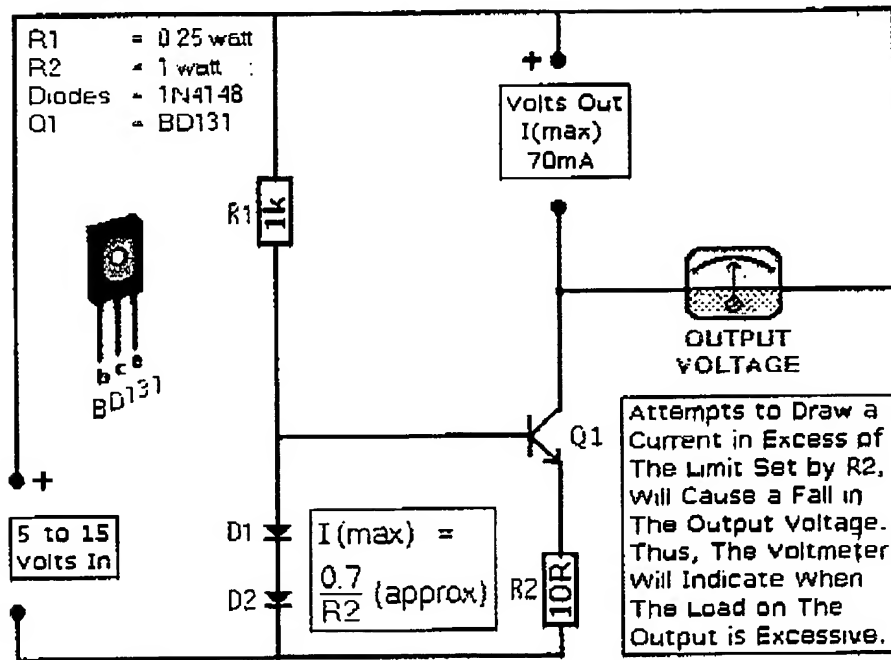 R1 = 0.25 watt
R2 = 1 watt :
Diodes = 1N4148
Q1 = BD131
+
Volts Out
I(max)
70mA
R1
1k
b c e
BD131
OUTPUT
VOLTAGE
Q1
+
5 to 15
Volts In
D1
D2
I(max) =
0.7
R2 (approx)
R2
10R
Attempts to Draw a
Current in Excess of
The Limit Set by R2,
Will Cause a Fall in
The Output Voltage.
Thus, The Voltmeter
Will Indicate When
The Load on The
Output is Excessive.